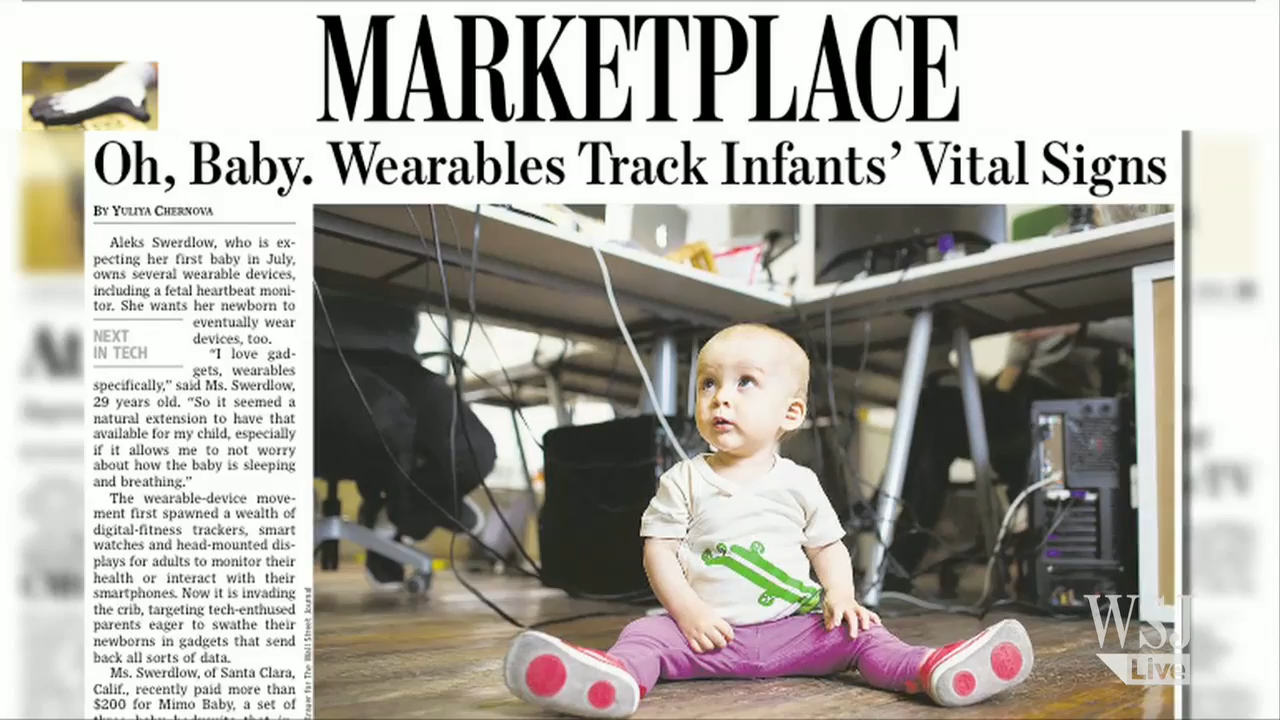 MARKETPLACE
Oh, Baby. Wearables Track Infants’ Vital Signs
BY YULIYA CHERNOVA
Aleks Swerdlow, who is ex-
pecting her first baby in July,
owns several wearable devices,
including a fetal heartbeat moni-
tor. She wants her newborn to
eventually wear
devices, too.
NEXT
IN TECH
“I love gad-
gets, wearables
specifically,” said Ms. Swerdlow,
29 years old. “So it seemed a
natural extension to have that
available for my child, especially
if it allows me to not worry
about how the baby is sleeping
and breathing.”
The wearable-device move-
ment first spawned a wealth of
digital-fitness trackers, smart
watches and head-mounted dis-
plays for adults to monitor their
health or interact with their
smartphones. Now it is invading
the crib, targeting tech-enthused
parents eager to swathe their
newborns in gadgets that send
back all sorts of data.
Ms. Swerdlow, of Santa Clara,
Calif., recently paid more than
$200 for Mimo Baby, a set of
three baby bodysuits that in-
for The Wall Street Journal
WSJ
Live